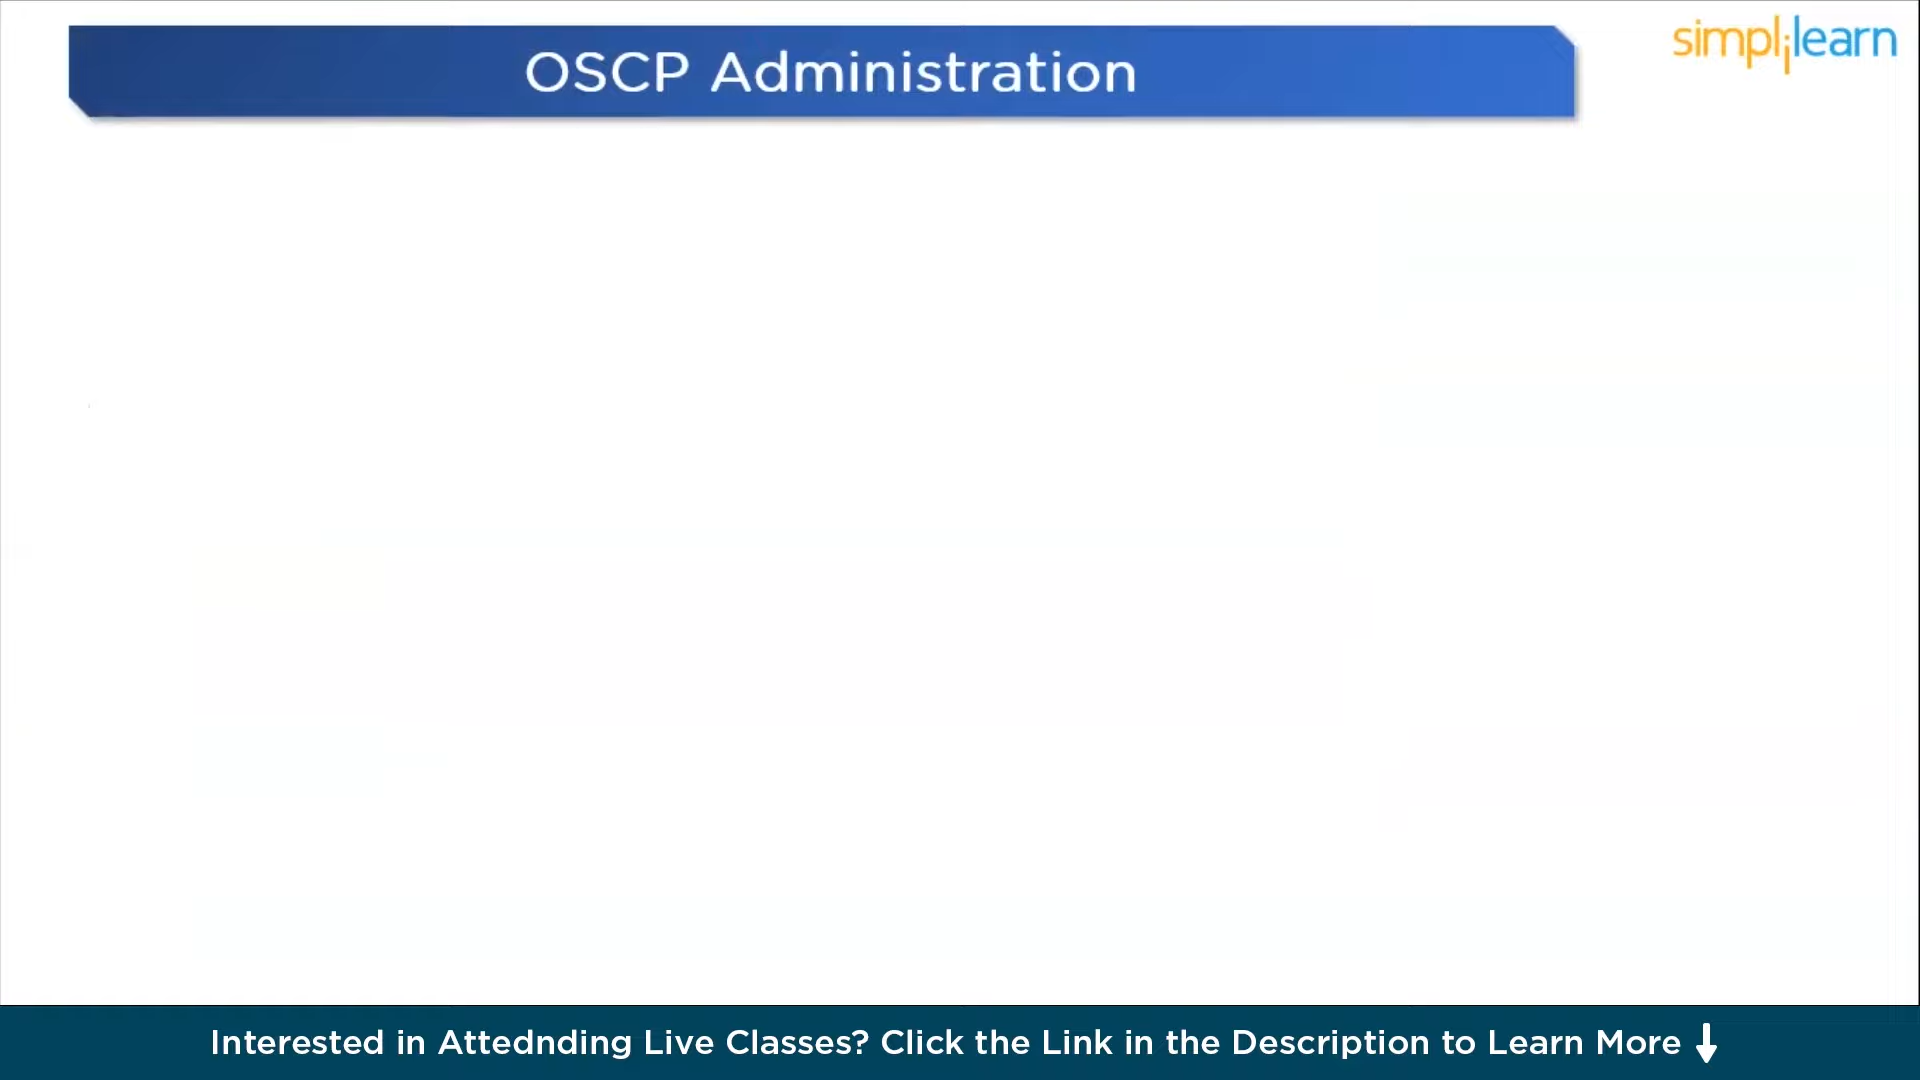 OSCP Administration
simplilearn
Interested in Attednding Live Classes? Click the Link in the Description to Learn More